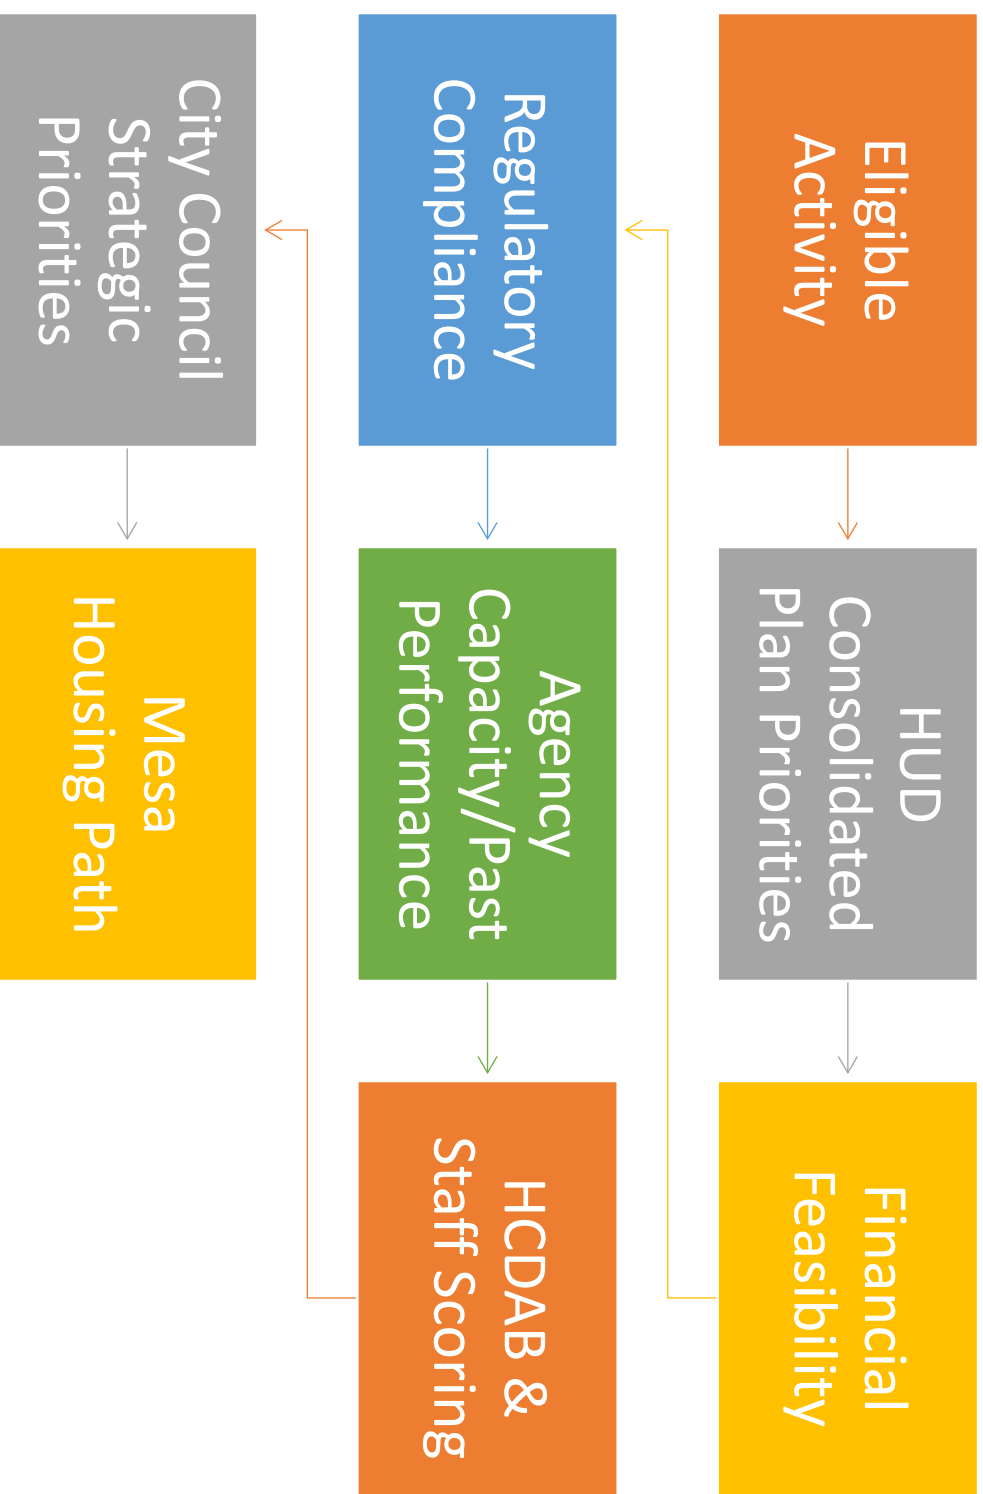 Eligible
Activity
HUD
Consolidated
Plan Priorities
Financial
Feasibility
Regulatory
Compliance
Agency
Capacity/Past
Performance
HCDAB &
Staff Scoring
City Council
Strategic
Priorities
Mesa
Housing Path